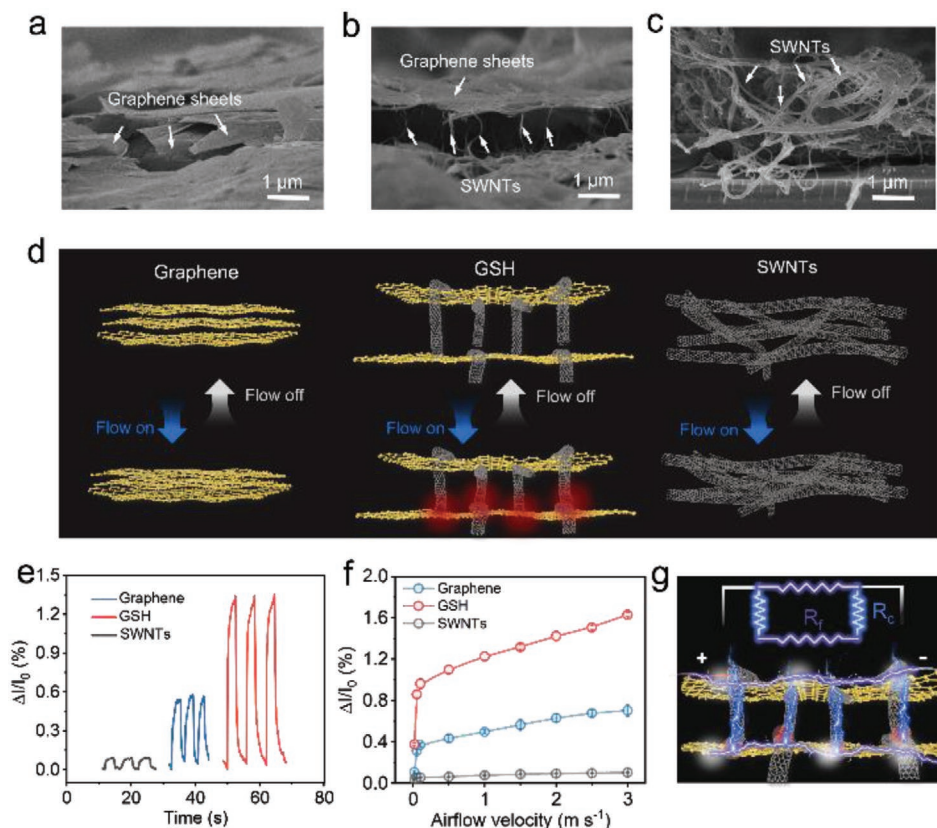 a
Graphene sheets
1 μm
b
Graphene sheets
SWNTs
1 μm
c
SWNTs
1 μm
d
Graphene
GSH
SWNTs
Flow on
Flow off
Flow on
Flow off
Flow on
Flow off
e
ΔI/I₀ (%)
1.5
1.2
0.9
0.6
0.3
0.0
Graphene
GSH
SWNTs
0 20 40 60 80
Time (s)
f
ΔI/I₀ (%)
2.0
1.6
1.2
0.8
0.4
0.0
Graphene
GSH
SWNTs
0 1 2 3
Airflow velocity (m s⁻¹)
g
R_f
R_c
+
−